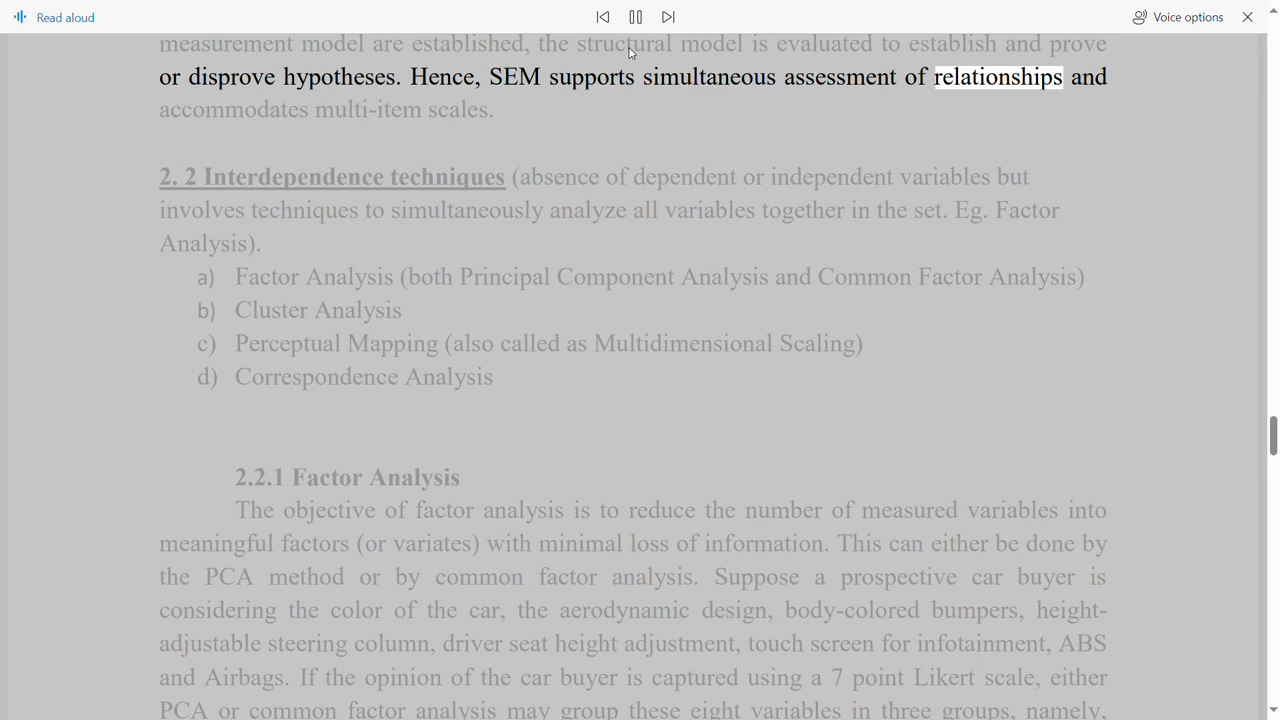 Read aloud
Voice options
measurement model are established, the structural model is evaluated to establish and prove
or disprove hypotheses. Hence, SEM supports simultaneous assessment of relationships and
accommodates multi-item scales.
2. 2 Interdependence techniques (absence of dependent or independent variables but
involves techniques to simultaneously analyze all variables together in the set. Eg. Factor
Analysis).
a) Factor Analysis (both Principal Component Analysis and Common Factor Analysis)
b) Cluster Analysis
c) Perceptual Mapping (also called as Multidimensional Scaling)
d) Correspondence Analysis
2.2.1 Factor Analysis
The objective of factor analysis is to reduce the number of measured variables into
meaningful factors (or variates) with minimal loss of information. This can either be done by
the PCA method or by common factor analysis. Suppose a prospective car buyer is
considering the color of the car, the aerodynamic design, body-colored bumpers, height-
adjustable steering column, driver seat height adjustment, touch screen for infotainment, ABS
and Airbags. If the opinion of the car buyer is captured using a 7 point Likert scale, either
PCA or common factor analysis may group these eight variables in three groups, namely,